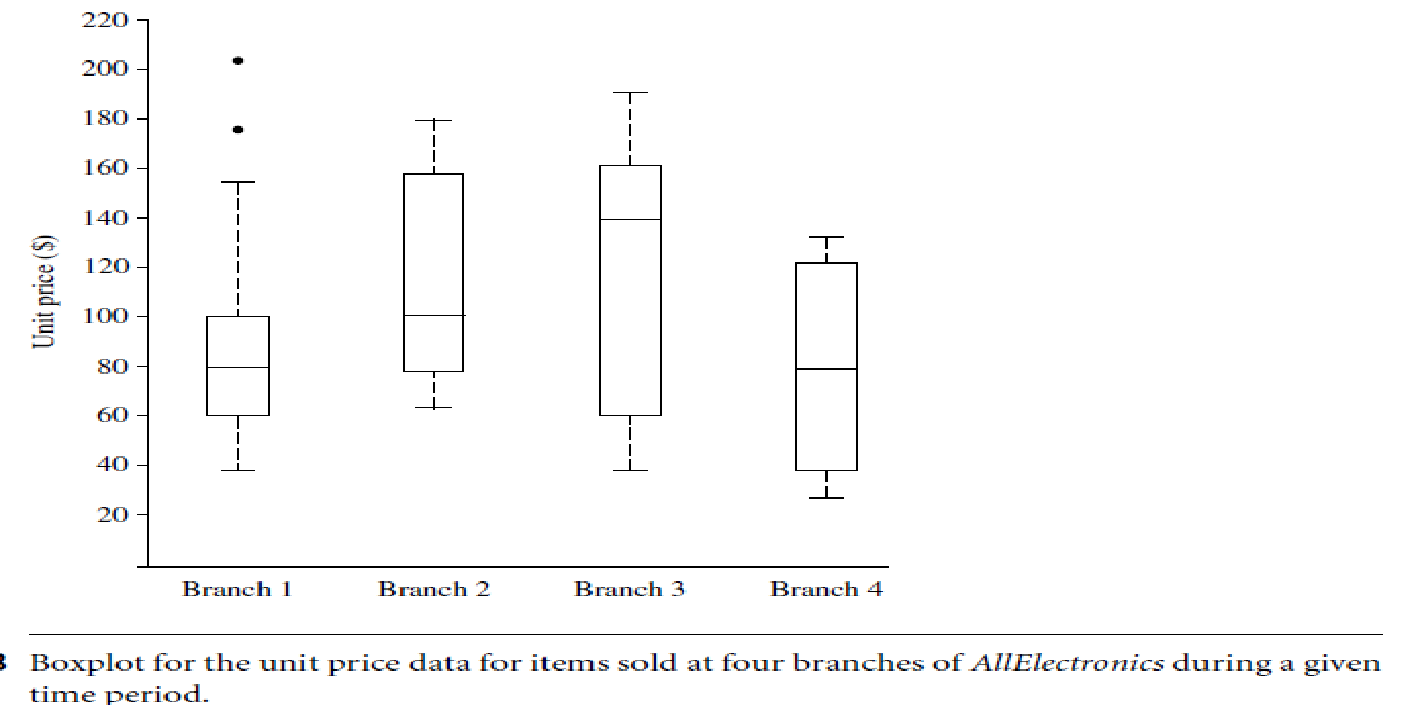 220
200
180
160
140
120
100
80
60
40
20
Unit price ($)
Branch 1 Branch 2 Branch 3 Branch 4
3 Boxplot for the unit price data for items sold at four branches of AllElectronics during a given
time period.